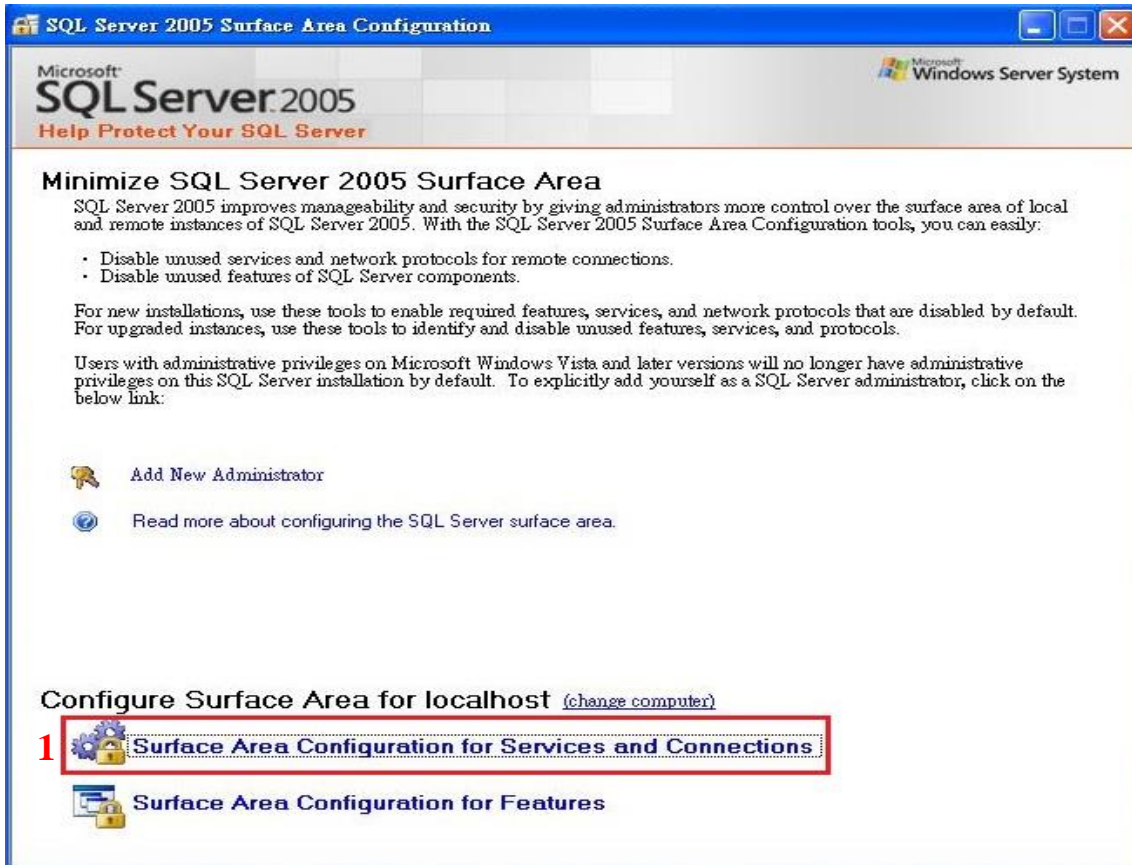 SQL Server 2005 Surface Area Configuration
Microsoft
SQL Server 2005
Help Protect Your SQL Server
Microsoft
Windows Server System
Minimize SQL Server 2005 Surface Area
SQL Server 2005 improves manageability and security by giving administrators more control over the surface area of local
and remote instances of SQL Server 2005. With the SQL Server 2005 Surface Area Configuration tools, you can easily:
· Disable unused services and network protocols for remote connections.
· Disable unused features of SQL Server components.
For new installations, use these tools to enable required features, services, and network protocols that are disabled by default.
For upgraded instances, use these tools to identify and disable unused features, services, and protocols.
Users with administrative privileges on Microsoft Windows Vista and later versions will no longer have administrative
privileges on this SQL Server installation by default. To explicitly add yourself as a SQL Server administrator, click on the
below link:
Add New Administrator
Read more about configuring the SQL Server surface area.
Configure Surface Area for localhost (change computer)
1 Surface Area Configuration for Services and Connections
Surface Area Configuration for Features